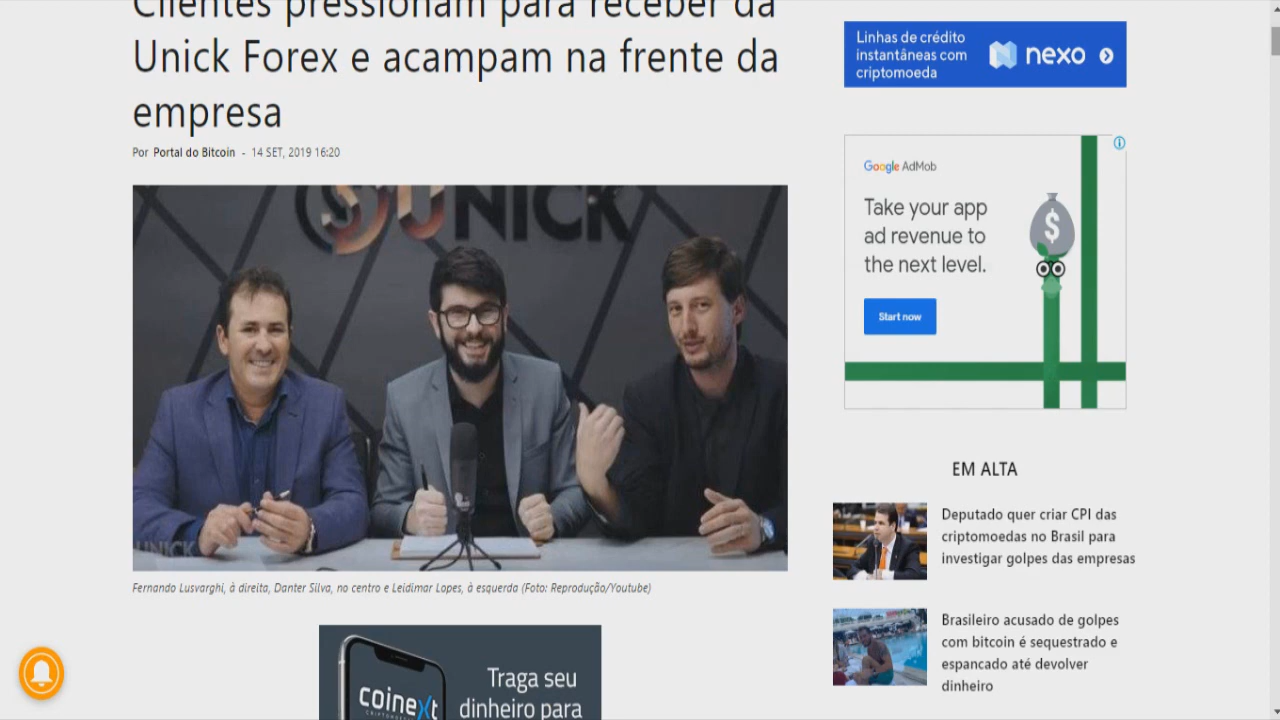 Clientes pressionam para receber da
Unick Forex e acampam na frente da
empresa
Por Portal do Bitcoin - 14 SET, 2019 16:20
UNICK
UNICK
Fernando Lusvarghi, à direita, Danter Silva, no centro e Leidimar Lopes, à esquerda (Foto: Reprodução/Youtube)
coinext
Traga seu
dinheiro para
Linhas de crédito
instantâneas com
criptomoeda
nexo
Google AdMob
Take your app
ad revenue to
the next level.
$
Start now
EM ALTA
Deputado quer criar CPI das
criptomoedas no Brasil para
investigar golpes das empresas
Brasileiro acusado de golpes
com bitcoin é sequestrado e
espancado até devolver
dinheiro